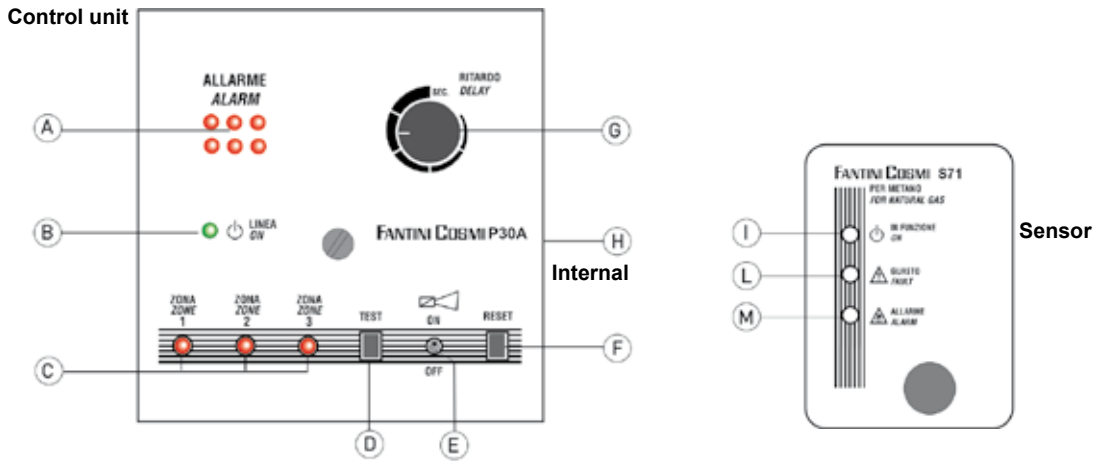 Control unit
ALLARME
ALARM
RITARDO
SEC. DELAY
A
G
B
LINEA
ON
FANTINI COSMI P30A
H
Internal
ZONA
ZONE
1
ZONA
ZONE
2
ZONA
ZONE
3
TEST
ON
OFF
RESET
C
F
D
E
FANTINI COSMI S71
PER METANO
FOR NATURAL GAS
I
IN FUNZIONE
ON
Sensor
L
GUASTO
FAULT
M
ALLARME
ALARM